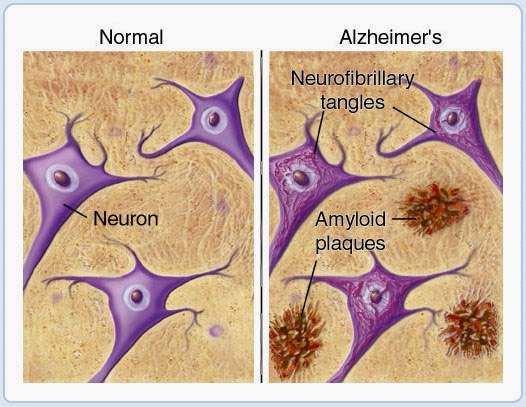 Normal
Alzheimer's
Neurofibrillary
tangles
Neuron
Amyloid
plaques